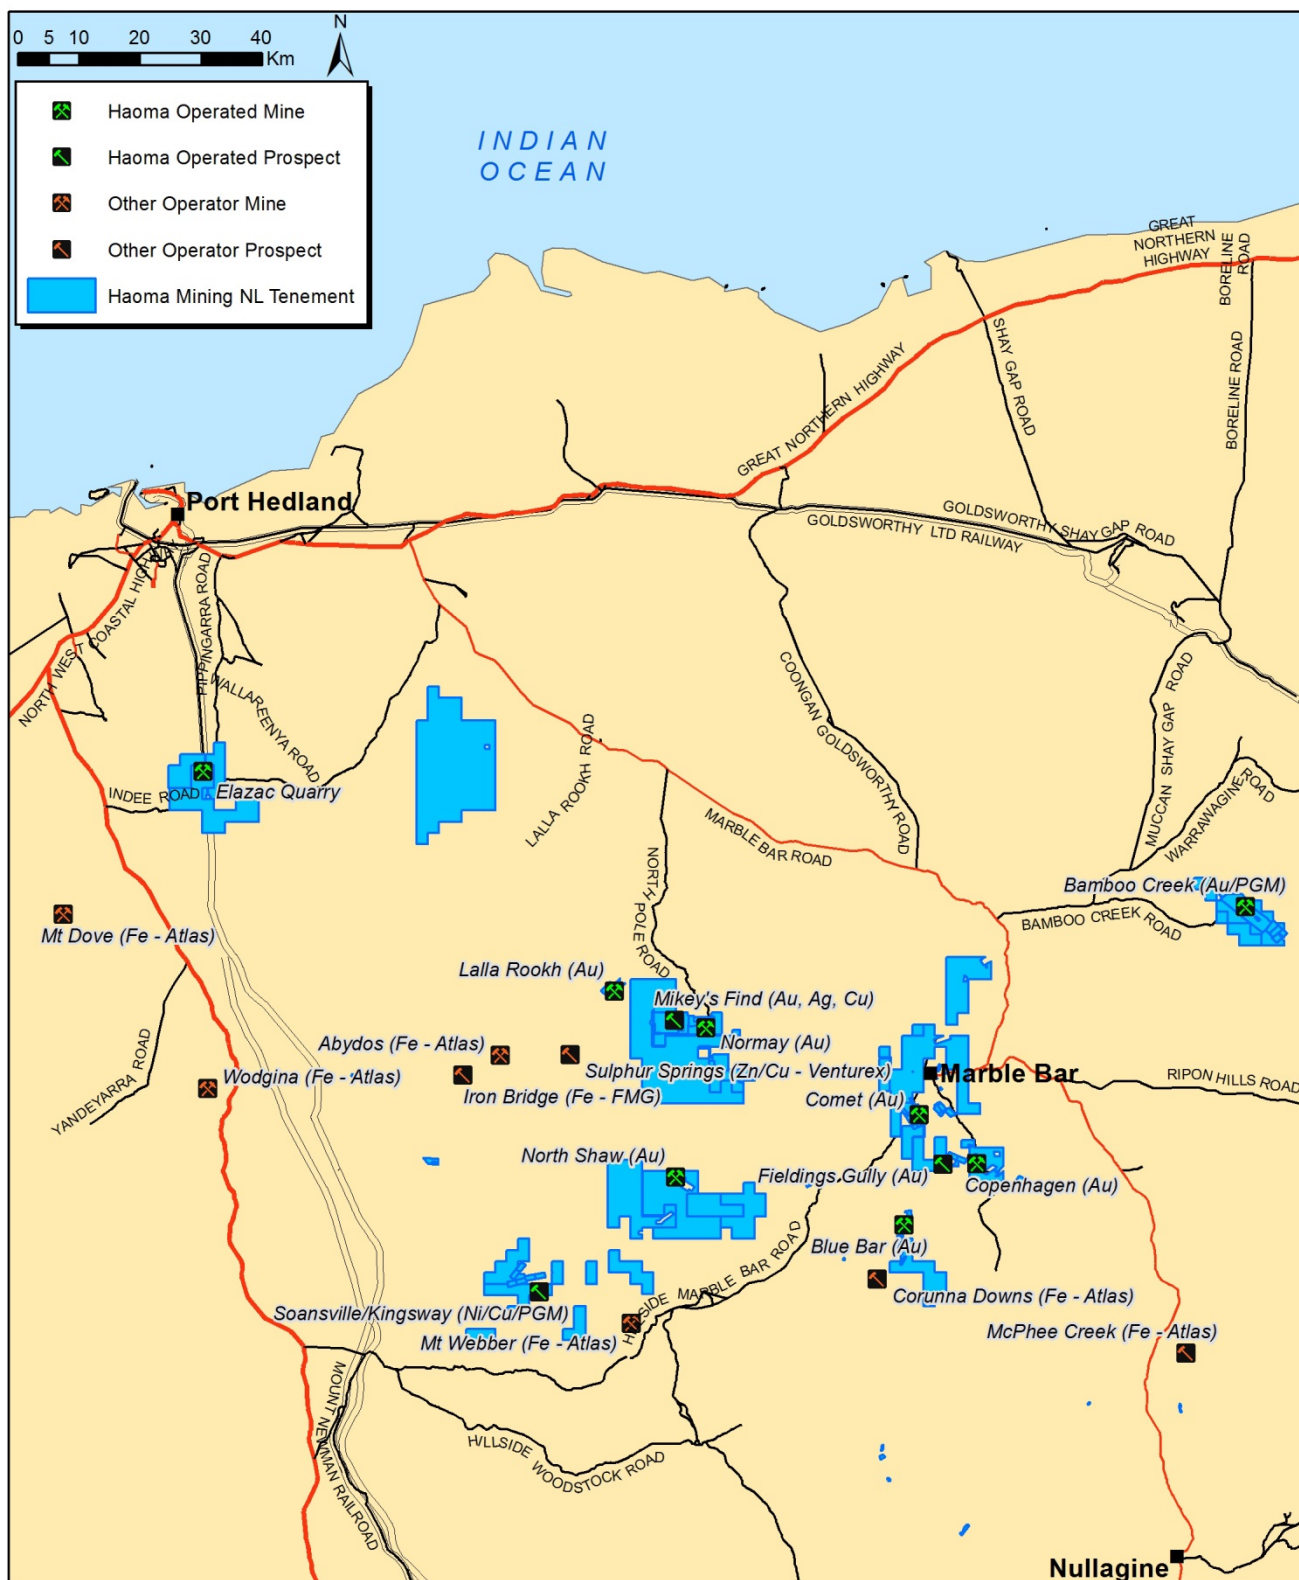 0 5 10 20 30 40
Km
N
Haoma Operated Mine
Haoma Operated Prospect
Other Operator Mine
Other Operator Prospect
Haoma Mining NL Tenement
INDIAN
OCEAN
GREAT
NORTHERN
HIGHWAY
BORELINE
ROAD
SHAY GAP ROAD
BORELINE ROAD
GREAT NORTHERN HIGHWAY
Port Hedland
GOLDSWORTHY SHAY GAP ROAD
GOLDSWORTHY LTD RAILWAY
NORTH WEST COASTAL HIGHWAY
PIPPINGARRA ROAD
WALLAREENYA ROAD
COONGAN GOLDSWORTHY ROAD
MUCCAN SHAY GAP ROAD
LALLA ROOKH ROAD
WARRAWAGINE
ROAD
INDEE ROAD
Elazac Quarry
MARBLE BAR ROAD
NORTH
POLE ROAD
Bamboo Creek (Au/PGM)
BAMBOO CREEK ROAD
Mt Dove (Fe - Atlas)
Lalla Rookh (Au)
Mikey's Find (Au, Ag, Cu)
Normay (Au)
Abydos (Fe - Atlas)
Sulphur Springs (Zn/Cu - Venturex)
Wodgina (Fe - Atlas)
Iron Bridge (Fe - FMG)
YANDEYARRA ROAD
Marble Bar
RIPON HILLS ROAD
Comet (Au)
North Shaw (Au)
Fieldings Gully (Au)
Copenhagen (Au)
Blue Bar (Au)
HILLSIDE MARBLE BAR ROAD
Corunna Downs (Fe - Atlas)
Soansville/Kingsway (Ni/Cu/PGM)
Mt Webber (Fe - Atlas)
McPhee Creek (Fe - Atlas)
MOUNT NEWMAN RAILROAD
HILLSIDE
WOODSTOCK ROAD
Nullagine